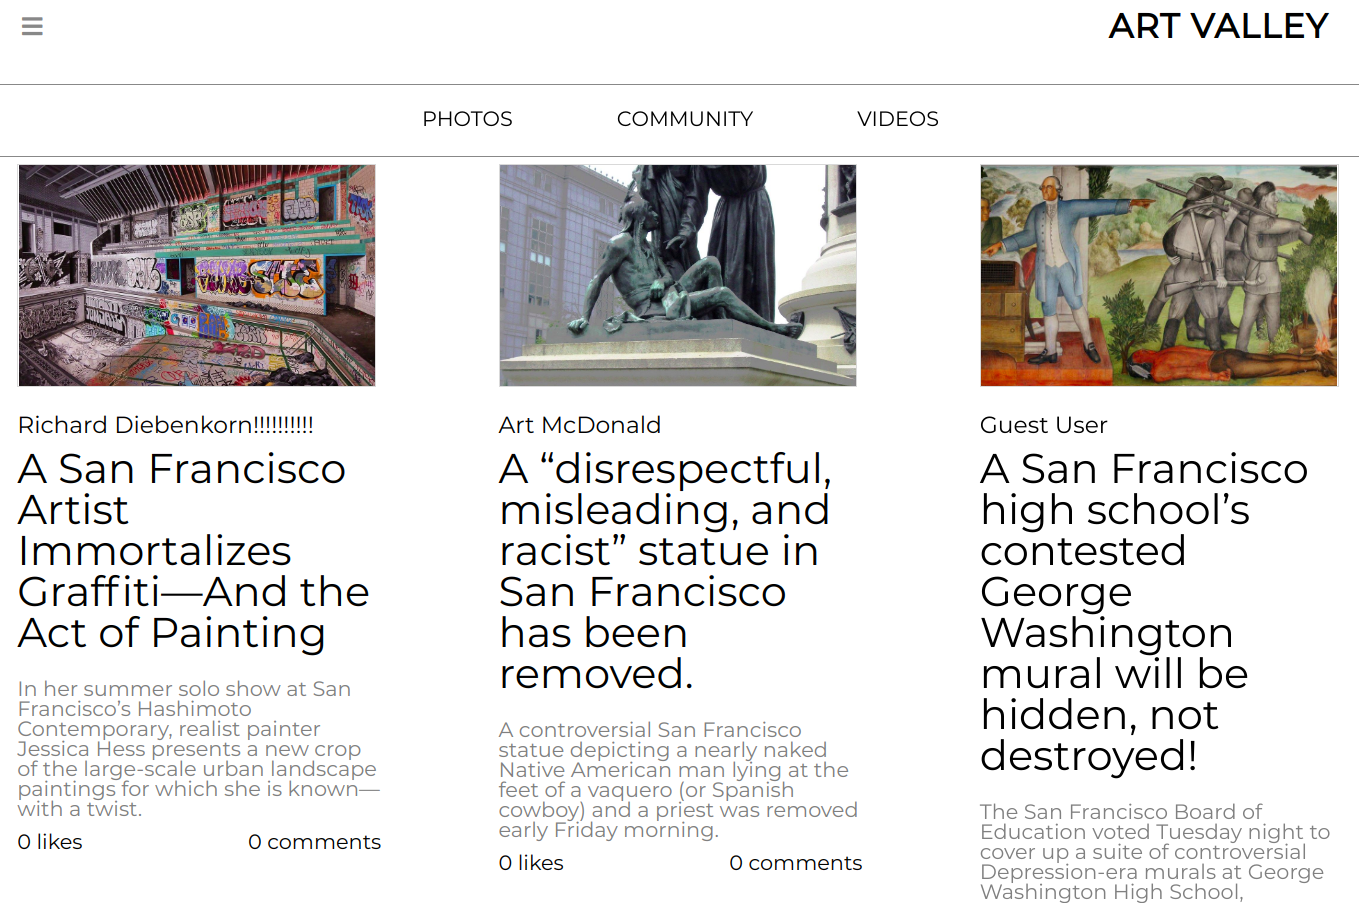 ART VALLEY
PHOTOS
COMMUNITY
VIDEOS
Richard Diebenkorn!!!!!!!!!!
A San Francisco
Artist
Immortalizes
Graffiti—And the
Act of Painting
In her summer solo show at San
Francisco’s Hashimoto
Contemporary, realist painter
Jessica Hess presents a new crop
of the large-scale urban landscape
paintings for which she is known—
with a twist.
0 likes
0 comments
Art McDonald
A “disrespectful,
misleading, and
racist” statue in
San Francisco
has been
removed.
A controversial San Francisco
statue depicting a nearly naked
Native American man lying at the
feet of a vaquero (or Spanish
cowboy) and a priest was removed
early Friday morning.
0 likes
0 comments
Guest User
A San Francisco
high school’s
contested
George
Washington
mural will be
hidden, not
destroyed!
The San Francisco Board of
Education voted Tuesday night to
cover up a suite of controversial
Depression-era murals at George
Washington High School,